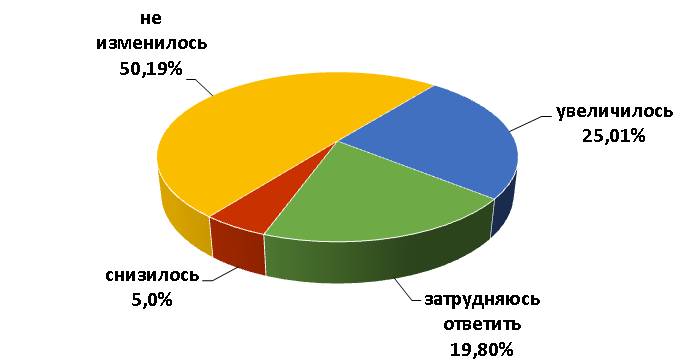 не
изменилось
50,19%
увеличилось
25,01%
снизилось
5,0%
затрудняюсь
ответить
19,80%